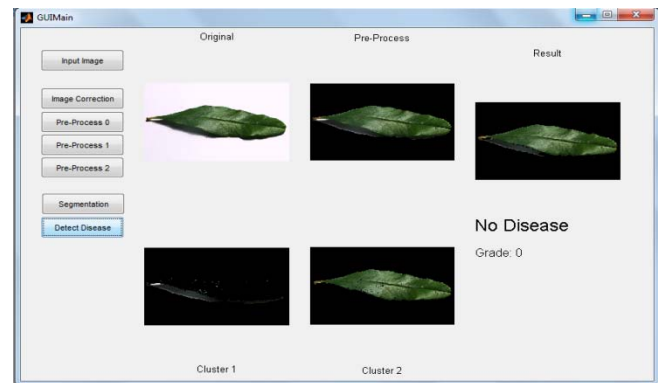 GUIMain
Original
Pre-Process
Result
Input Image
Image Correction
Pre-Process 0
Pre-Process 1
Pre-Process 2
Segmentation
Detect Disease
No Disease
Grade: 0
Cluster 1
Cluster 2